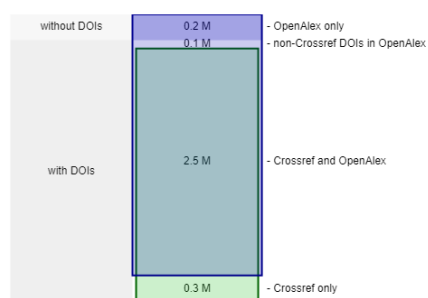 without DOIs 0.2 M - OpenAlex only
0.1 M - non-Crossref DOIs in OpenAlex
with DOIs 2.5 M - Crossref and OpenAlex
0.3 M - Crossref only